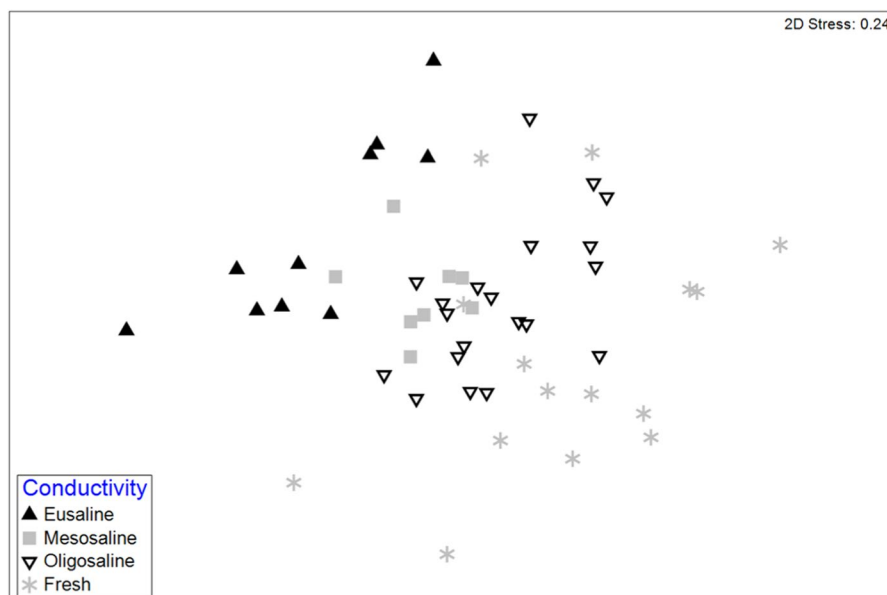 2D Stress: 0.24
Conductivity
Eusaline
Mesosaline
Oligosaline
Fresh